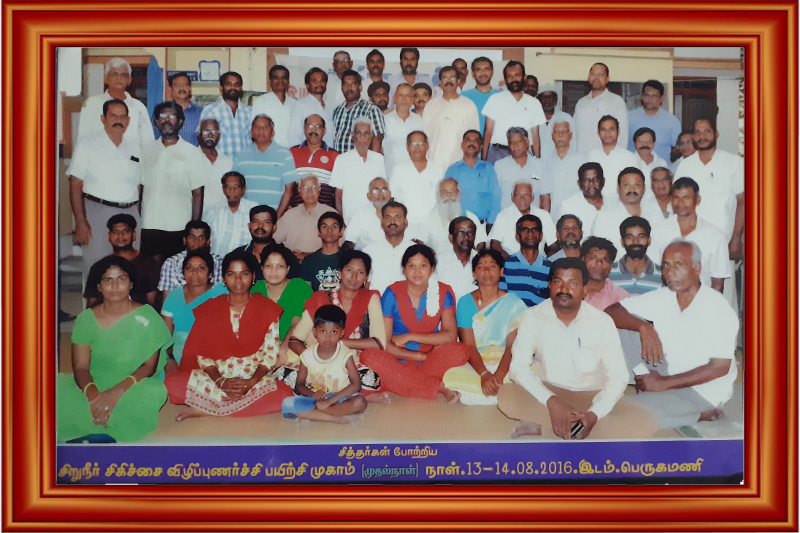 சித்தர்கள் போற்றிய
சிறுநீர் சிகிச்சை விழிப்புணர்ச்சி பயிற்சி முகாம் (முதல்நாள்) நாள்.13-14.08.2016.இடம்.பெருகமணி